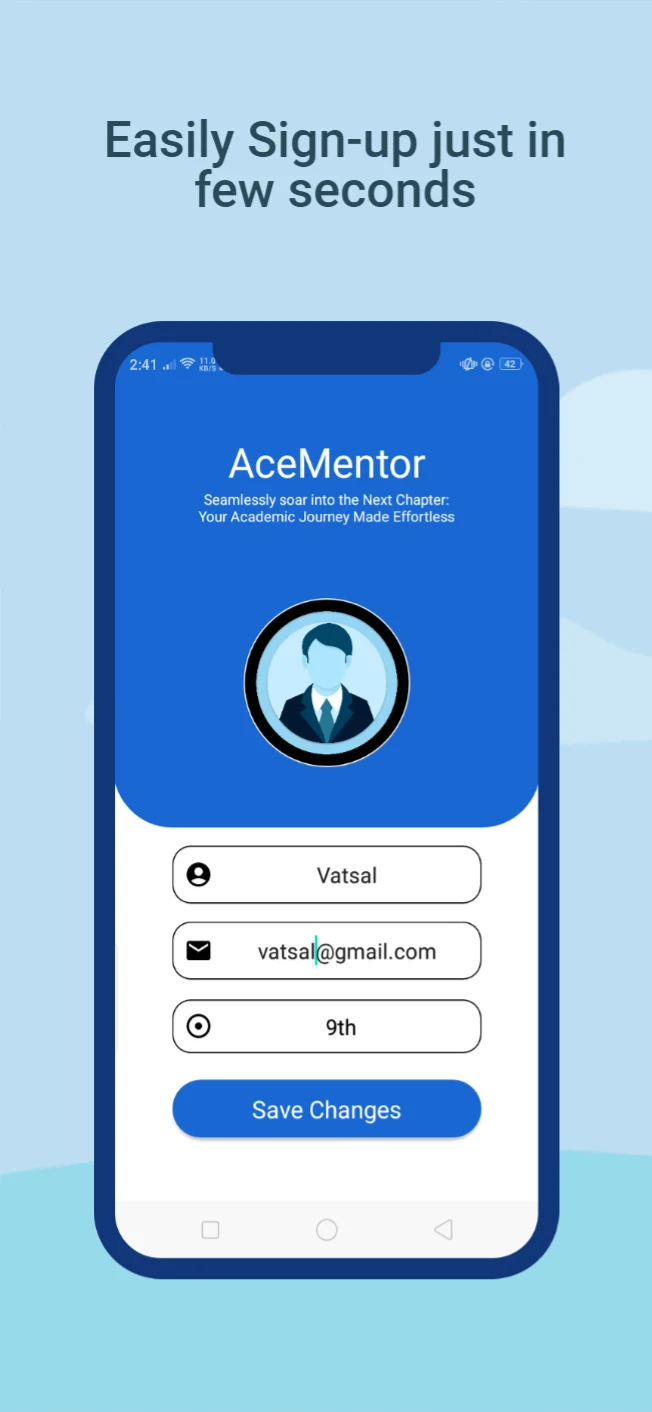 Easily Sign-up just in
few seconds
2:41
11.0
KB/S
42
AceMentor
Seamlessly soar into the Next Chapter:
Your Academic Journey Made Effortless
Vatsal
vatsal@gmail.com
9th
Save Changes